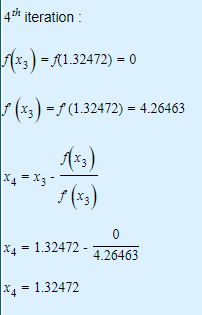 4th iteration :
f(x₃) = f(1.32472) = 0
f ′(x₃) = f ′(1.32472) = 4.26463
x₄ = x₃ - f(x₃) / f ′(x₃)
x₄ = 1.32472 - 0 / 4.26463
x₄ = 1.32472